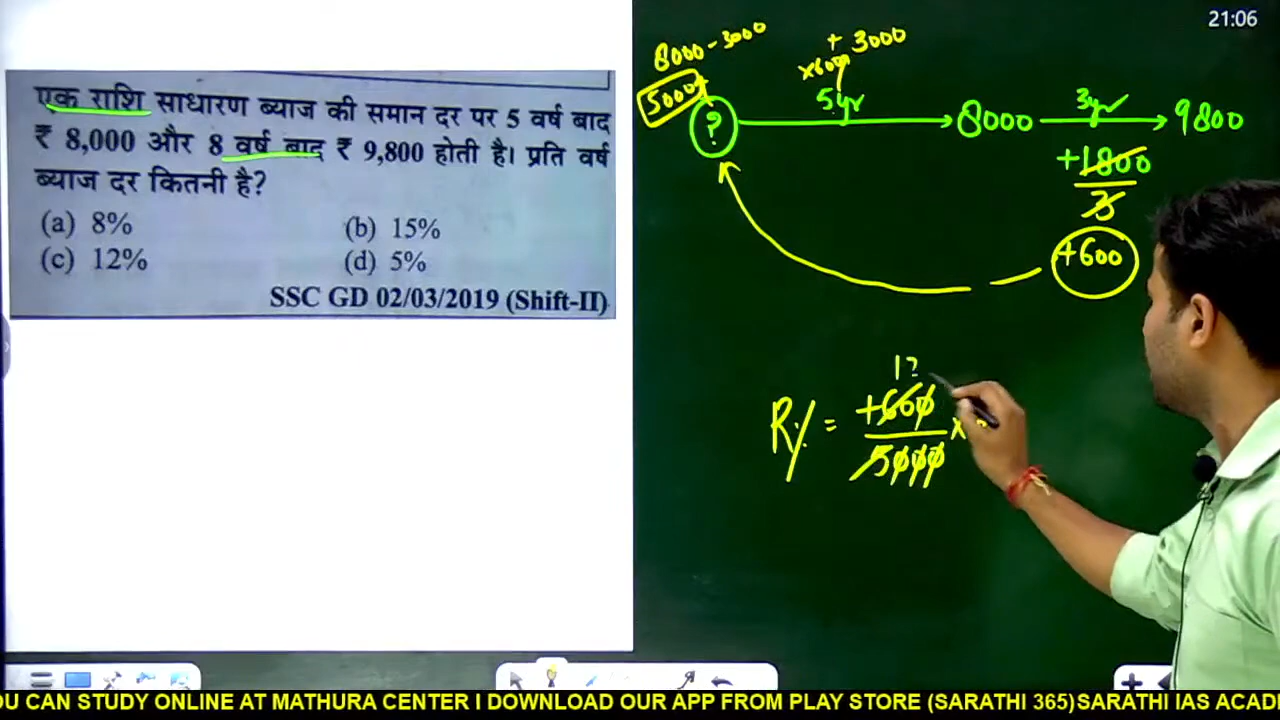 21:06
एक राशि साधारण ब्याज की समान दर पर 5 वर्ष बाद
₹ 8,000 और 8 वर्ष बाद ₹ 9,800 होती है। प्रति वर्ष
ब्याज दर कितनी है?
(a) 8% (b) 15%
(c) 12% (d) 5%
SSC GD 02/03/2019 (Shift-II)
8000-3000
+3000
×600
5000
?
5yr
8000
3yr
9800
+1800
3
+600
12
R% = +600
5000
×
OU CAN STUDY ONLINE AT MATHURA CENTER I DOWNLOAD OUR APP FROM PLAY STORE (SARATHI 365)SARATHI IAS ACAD